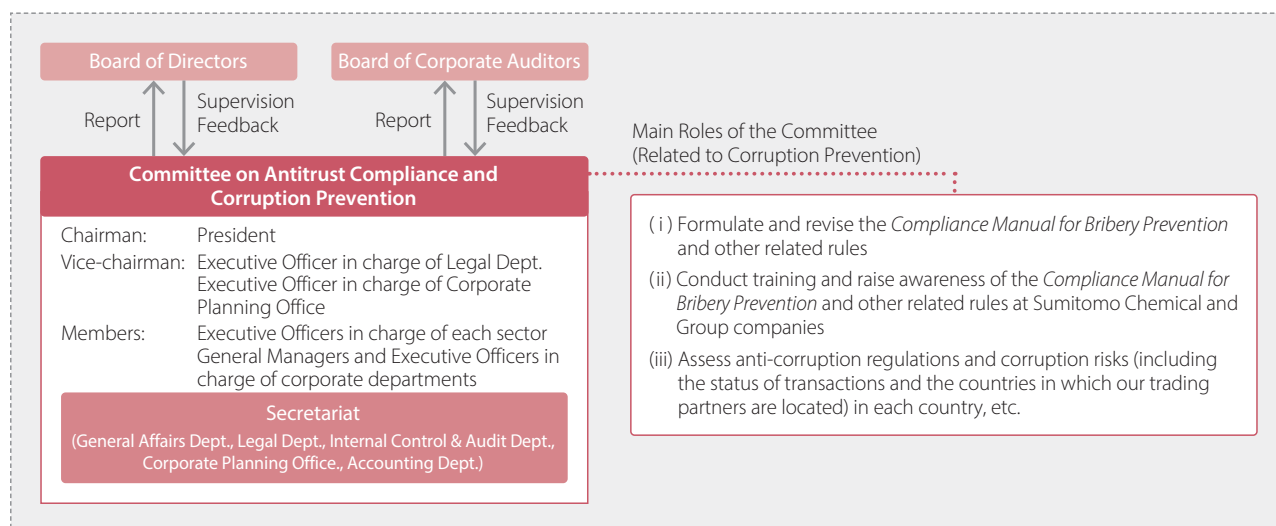 Board of Directors
Board of Corporate Auditors
Report
Supervision
Feedback
Report
Supervision
Feedback
Committee on Antitrust Compliance and
Corruption Prevention
Chairman: President
Vice-chairman: Executive Officer in charge of Legal Dept.
Executive Officer in charge of Corporate
Planning Office
Members: Executive Officers in charge of each sector
General Managers and Executive Officers in
charge of corporate departments
Secretariat
(General Affairs Dept., Legal Dept., Internal Control & Audit Dept.,
Corporate Planning Office., Accounting Dept.)
Main Roles of the Committee
(Related to Corruption Prevention)
(i) Formulate and revise the Compliance Manual for Bribery Prevention
and other related rules
(ii) Conduct training and raise awareness of the Compliance Manual for
Bribery Prevention and other related rules at Sumitomo Chemical and
Group companies
(iii) Assess anti-corruption regulations and corruption risks (including
the status of transactions and the countries in which our trading
partners are located) in each country, etc.